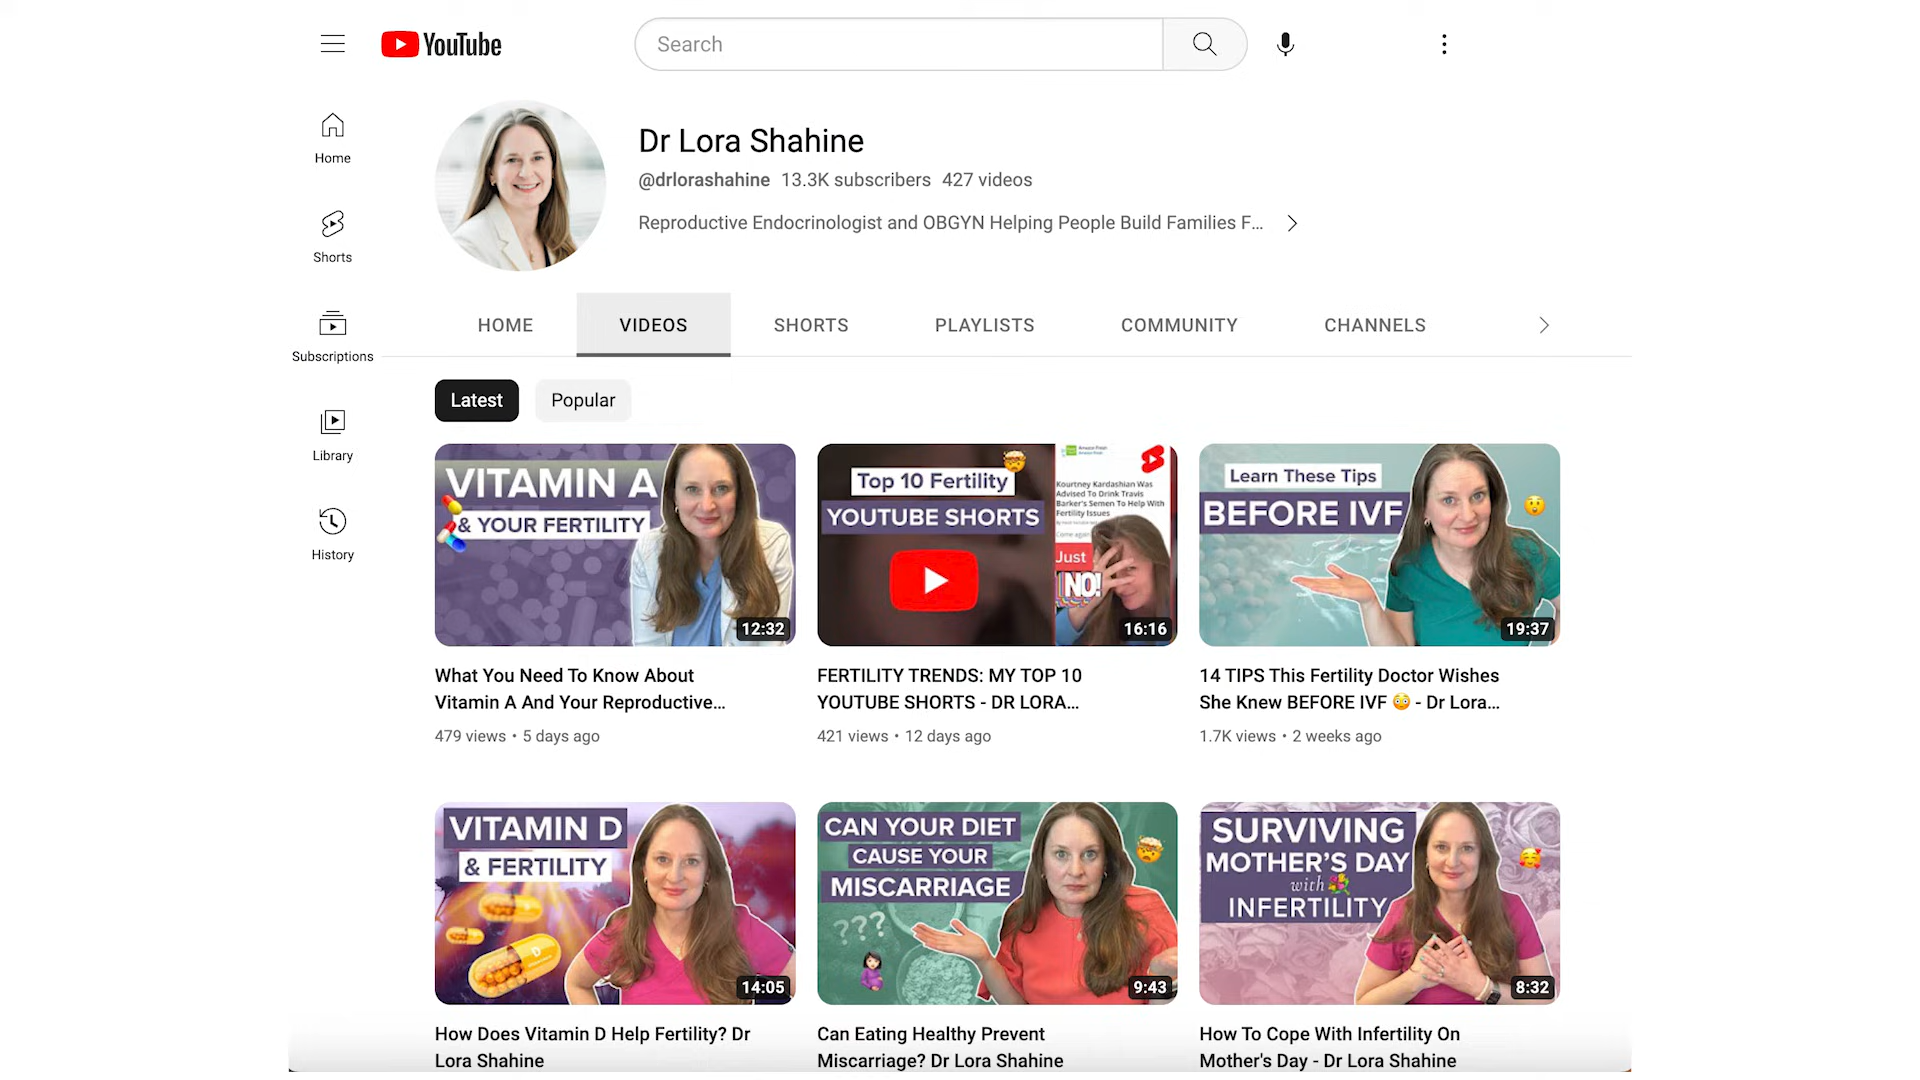 YouTube
Search
Home
Shorts
Subscriptions
Library
History
Dr Lora Shahine
@drlorashahine 13.3K subscribers 427 videos
Reproductive Endocrinologist and OBGYN Helping People Build Families F...
HOME VIDEOS SHORTS PLAYLISTS COMMUNITY CHANNELS
Latest Popular
VITAMIN A
& YOUR FERTILITY
12:32
What You Need To Know About
Vitamin A And Your Reproductive...
479 views • 5 days ago
Top 10 Fertility
YOUTUBE SHORTS
Amazon Fresh
Kourtney Kardashian Was
Advised To Drink Travis
Barker's Semen To Help With
Fertility Issues
Come again
Just
NO!
16:16
FERTILITY TRENDS: MY TOP 10
YOUTUBE SHORTS - DR LORA...
421 views • 12 days ago
Learn These Tips
BEFORE IVF
19:37
14 TIPS This Fertility Doctor Wishes
She Knew BEFORE IVF 😳 - Dr Lora...
1.7K views • 2 weeks ago
VITAMIN D
& FERTILITY
D
14:05
How Does Vitamin D Help Fertility? Dr
Lora Shahine
CAN YOUR DIET
CAUSE YOUR
MISCARRIAGE
???
9:43
Can Eating Healthy Prevent
Miscarriage? Dr Lora Shahine
SURVIVING
MOTHER'S DAY
with
INFERTILITY
8:32
How To Cope With Infertility On
Mother's Day - Dr Lora Shahine